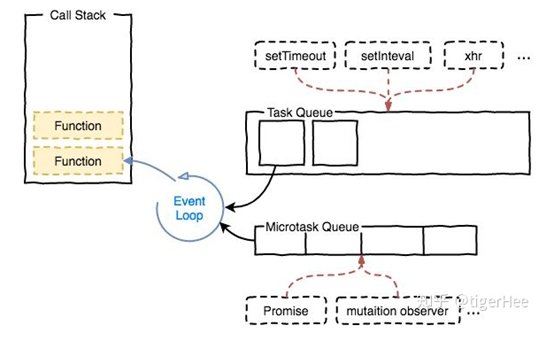 Call Stack
Function
Function
setTimeout
setInteval
xhr
...
Task Queue
Event
Loop
Microtask Queue
Promise
mutaition observer
...
知乎 @tigerHee